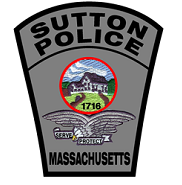 SUTTON
POLICE
1716
SERVE
PROTECT
MASSACHUSETTS